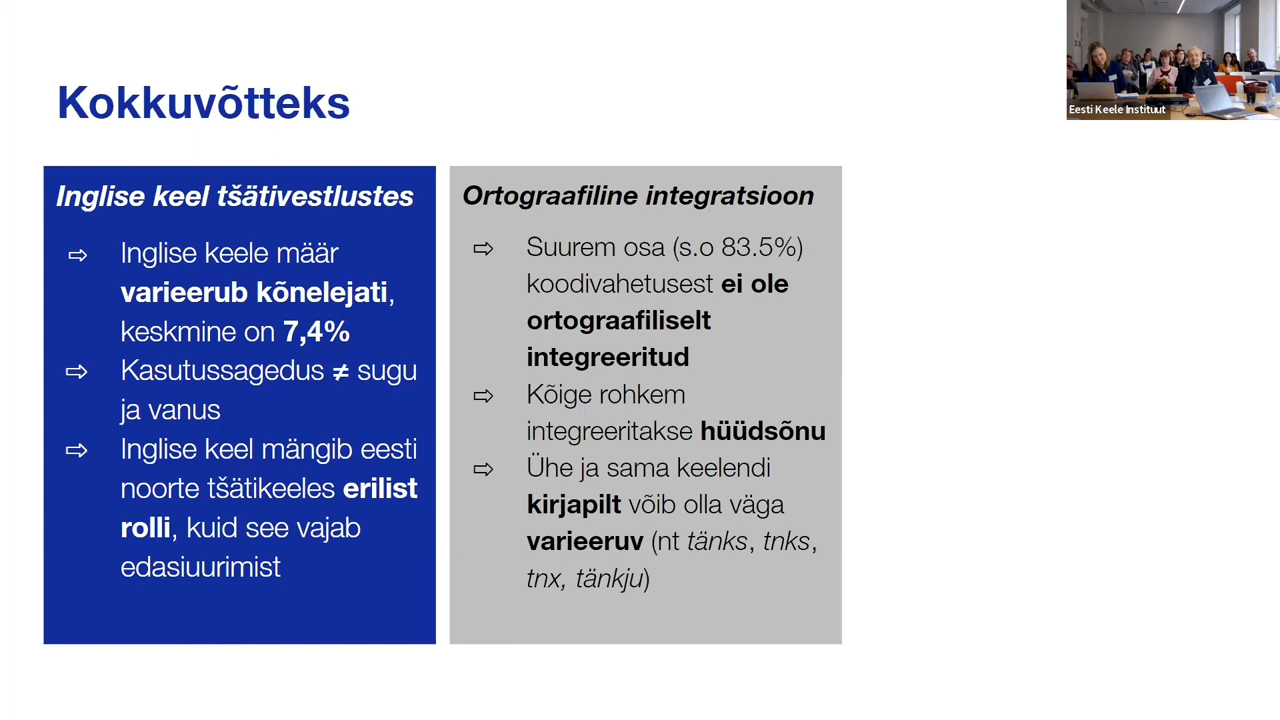 Kokkuvõtteks
Eesti Keele Instituut
Inglise keel tšätivestlustes
⇨ Inglise keele määr
varieerub kõnelejati,
keskmine on 7,4%
⇨ Kasutussagedus ≠ sugu
ja vanus
⇨ Inglise keel mängib eesti
noorte tšätikeeles erilist
rolli, kuid see vajab
edasiuurimist
Ortograafiline integratsioon
⇨ Suurem osa (s.o 83.5%)
koodivahetusest ei ole
ortograafiliselt
integreeritud
⇨ Kõige rohkem
integreeritakse hüüdsõnu
⇨ Ühe ja sama keelendi
kirjapilt võib olla väga
varieeruv (nt tänks, tnks,
tnx, tänkju)